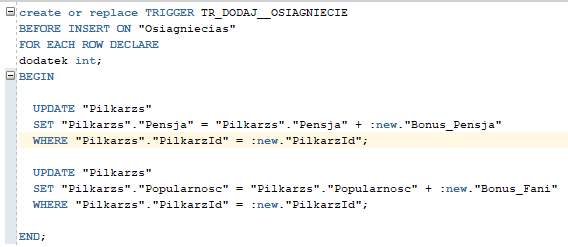 create or replace TRIGGER TR_DODAJ__OSIAGNIECIE
BEFORE INSERT ON "Osiagniecias"
FOR EACH ROW DECLARE
dodatek int;
BEGIN
UPDATE "Pilkarzs"
SET "Pilkarzs"."Pensja" = "Pilkarzs"."Pensja" + :new."Bonus_Pensja"
WHERE "Pilkarzs"."PilkarzId" = :new."PilkarzId";
UPDATE "Pilkarzs"
SET "Pilkarzs"."Popularnosc" = "Pilkarzs"."Popularnosc" + :new."Bonus_Fani"
WHERE "Pilkarzs"."PilkarzId" = :new."PilkarzId";
END;